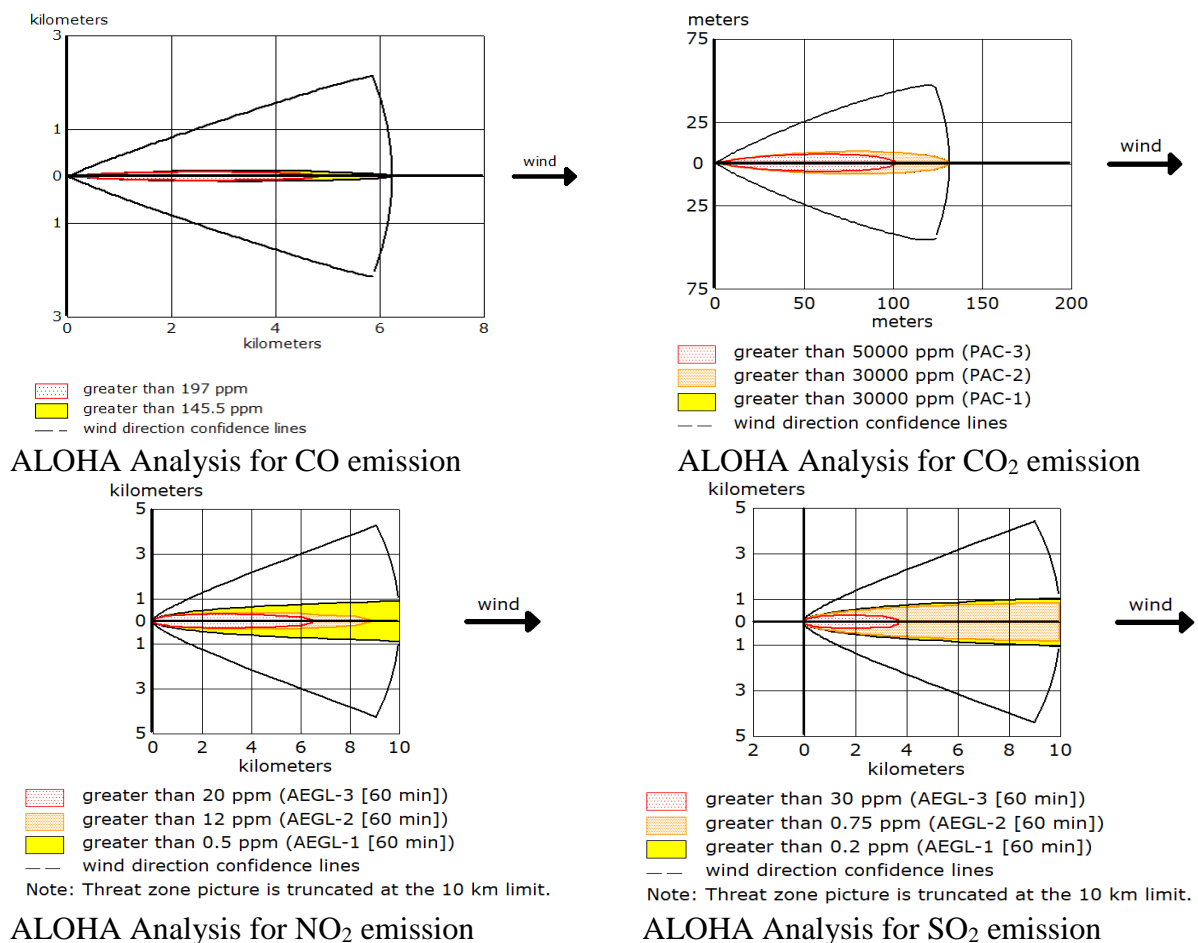 kilometers
3
1
0
1
3
0 2 4 6 8
kilometers
wind
greater than 197 ppm
greater than 145.5 ppm
wind direction confidence lines
ALOHA Analysis for CO emission
meters
75
25
0
25
75
0 50 100 150 200
meters
wind
greater than 50000 ppm (PAC-3)
greater than 30000 ppm (PAC-2)
greater than 30000 ppm (PAC-1)
wind direction confidence lines
ALOHA Analysis for CO₂ emission
kilometers
5
3
1
0
1
3
5
0 2 4 6 8 10
kilometers
wind
greater than 20 ppm (AEGL-3 [60 min])
greater than 12 ppm (AEGL-2 [60 min])
greater than 0.5 ppm (AEGL-1 [60 min])
wind direction confidence lines
Note: Threat zone picture is truncated at the 10 km limit.
ALOHA Analysis for NO₂ emission
kilometers
5
3
1
0
1
3
5
2 0 2 4 6 8 10
kilometers
wind
greater than 30 ppm (AEGL-3 [60 min])
greater than 0.75 ppm (AEGL-2 [60 min])
greater than 0.2 ppm (AEGL-1 [60 min])
wind direction confidence lines
Note: Threat zone picture is truncated at the 10 km limit.
ALOHA Analysis for SO₂ emission